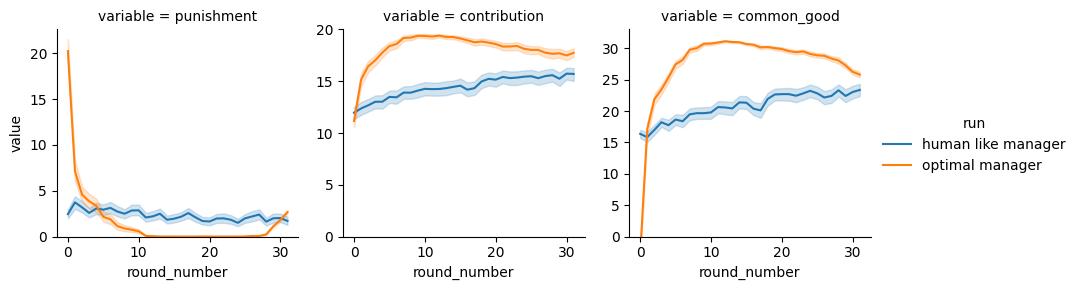 variable = punishment
variable = contribution
variable = common_good
value
20
15
10
5
0
20
15
10
5
0
30
25
20
15
10
5
0
0 10 20 30
0 10 20 30
0 10 20 30
round_number
round_number
round_number
run
human like manager
optimal manager